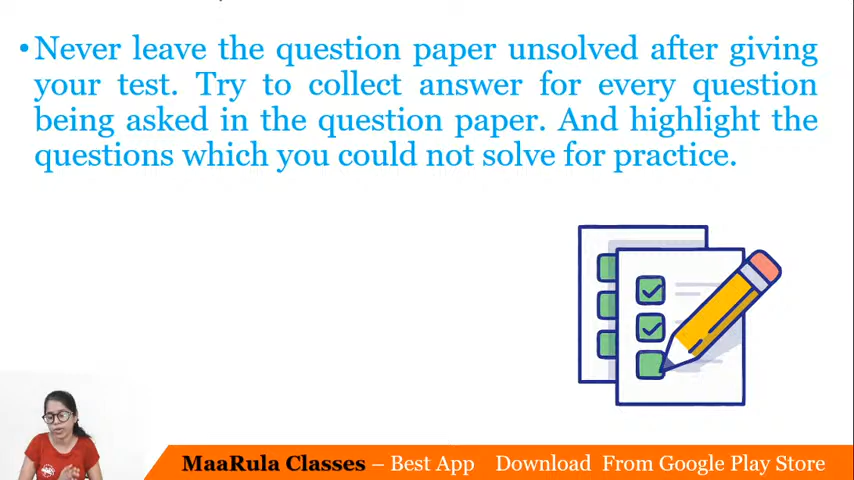 •Never leave the question paper unsolved after giving
your test. Try to collect answer for every question
being asked in the question paper. And highlight the
questions which you could not solve for practice.
MaaRula Classes – Best App Download From Google Play Store